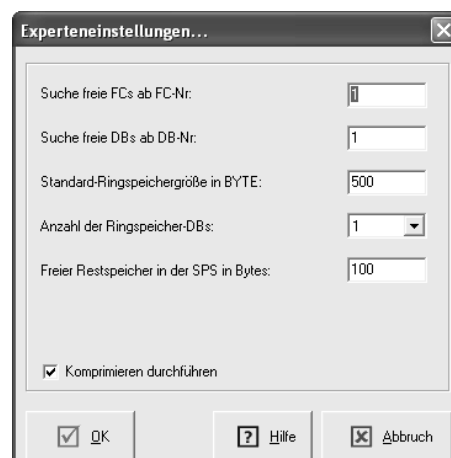 Experteneinstellungen...
Suche freie FCs ab FC-Nr: 1
Suche freie DBs ab DB-Nr: 1
Standard-Ringspeichergröße in BYTE: 500
Anzahl der Ringspeicher-DBs: 1
Freier Restspeicher in der SPS in Bytes: 100
Komprimieren durchführen
OK Hilfe Abbruch